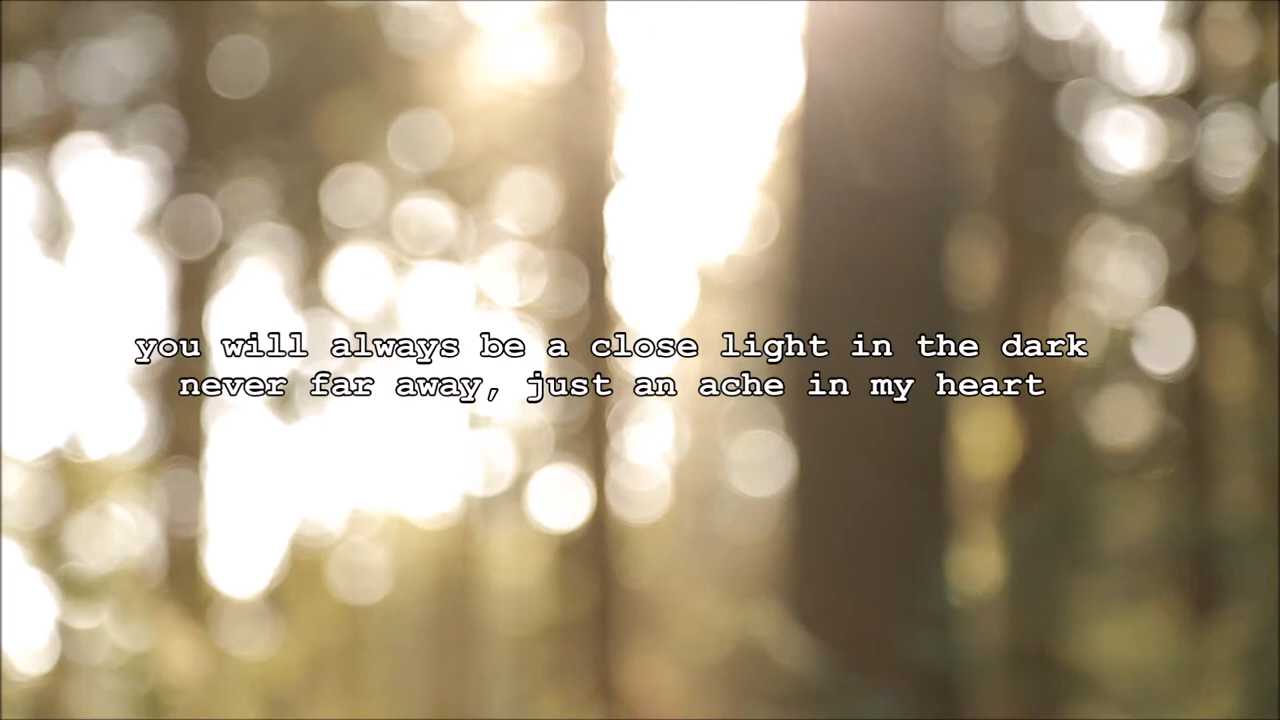 you will always be a close light in the dark
never far away, just an ache in my heart